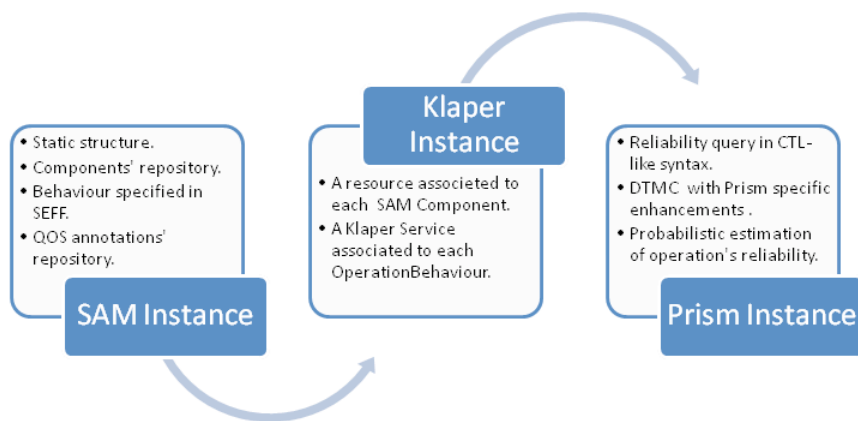 • Static structure.
• Components' repository.
• Behaviour specified in
SEFF.
• QOS annotations'
repository.
SAM Instance
Klaper
Instance
• A resource associeted to
each SAM Component.
• A Klaper Service
associated to each
OperationBehaviour.
• Reliability query in CTL-
like syntax.
• DTMC with Prism specific
enhancements .
• Probabilistic estimation
of operation's reliability.
Prism Instance